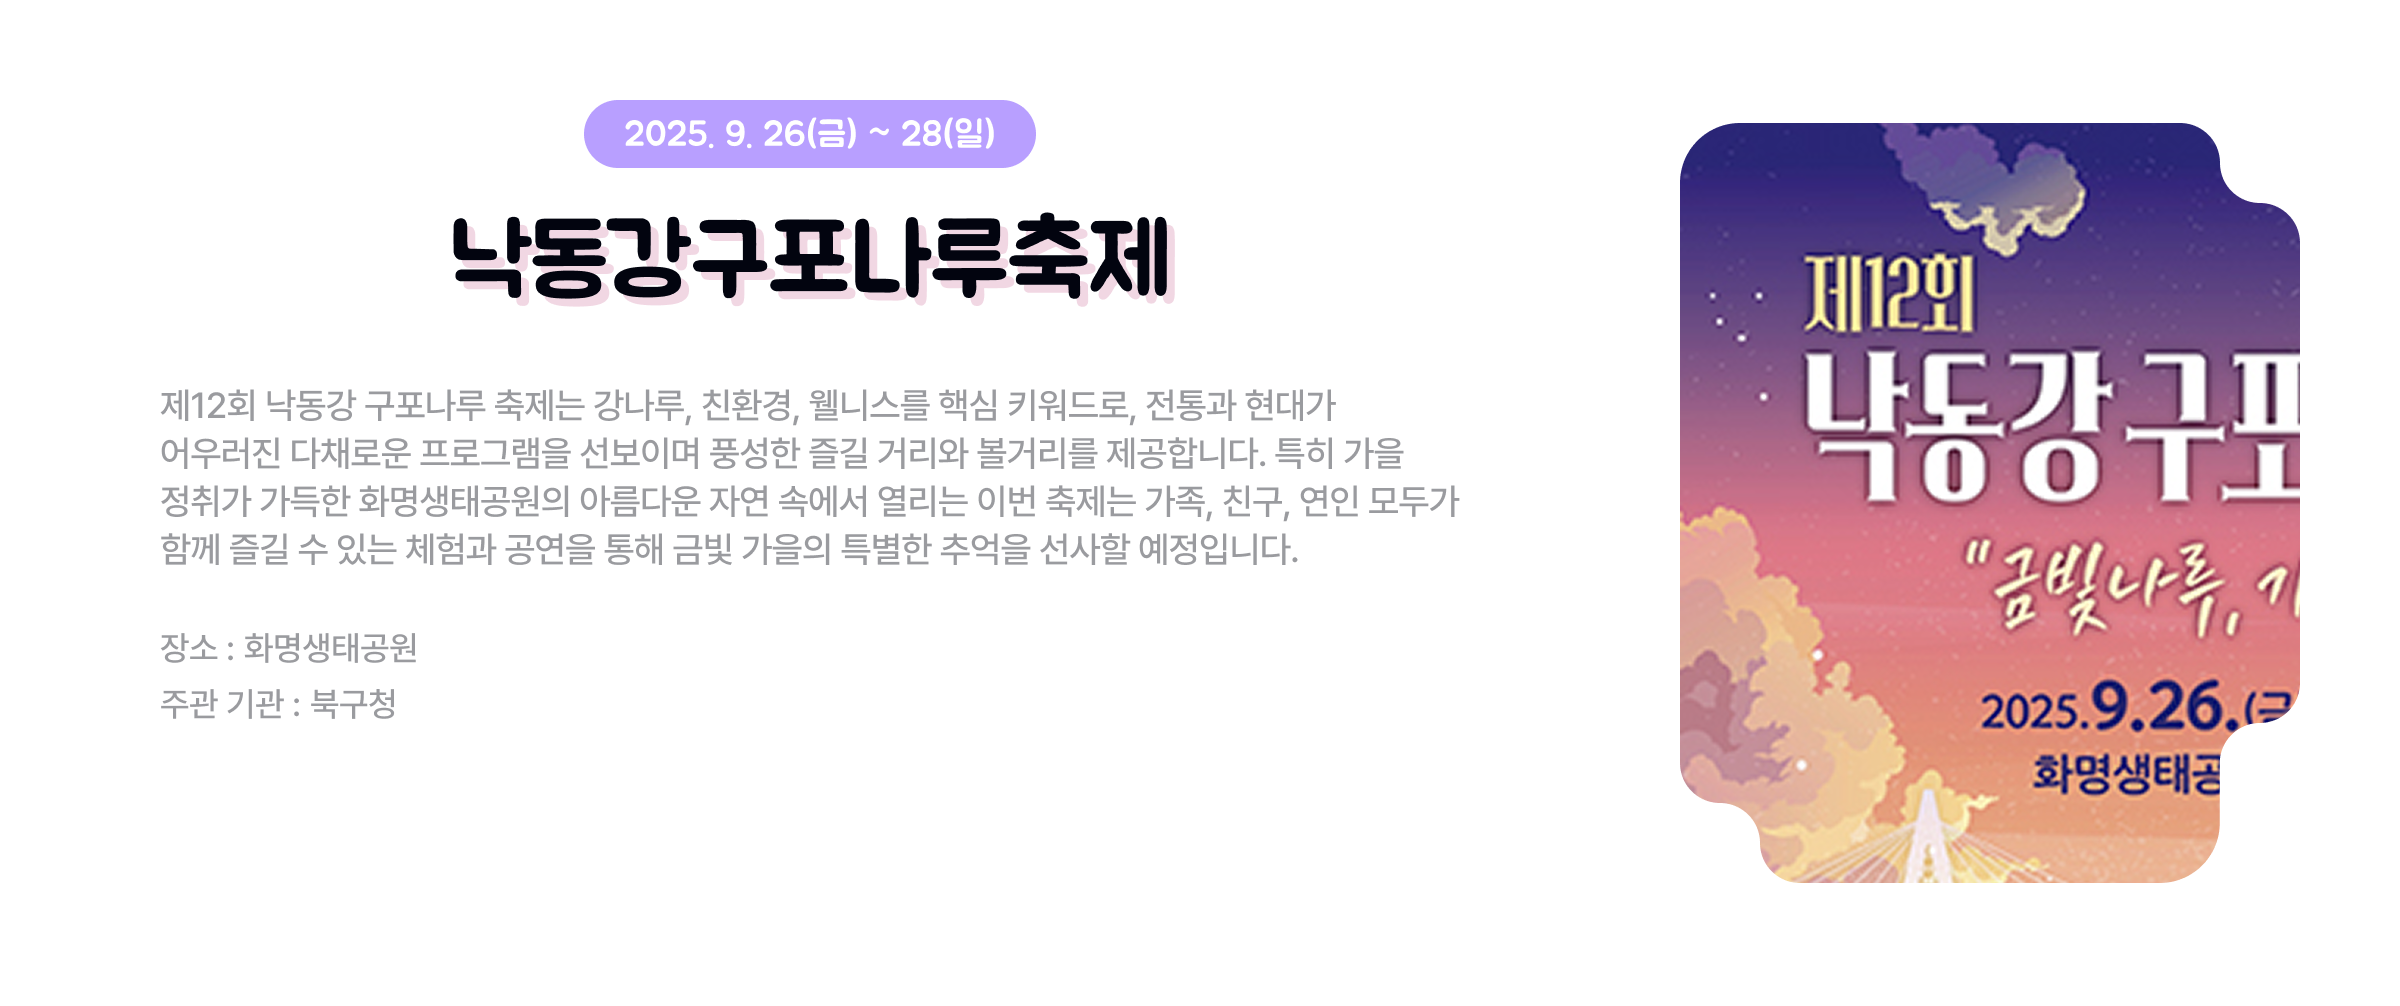 2025. 9. 26(금) ~ 28(일)
낙동강구포나루축제
제12회 낙동강 구포나루 축제는 강나루, 친환경, 웰니스를 핵심 키워드로, 전통과 현대가
어우러진 다채로운 프로그램을 선보이며 풍성한 즐길 거리와 볼거리를 제공합니다. 특히 가을
정취가 가득한 화명생태공원의 아름다운 자연 속에서 열리는 이번 축제는 가족, 친구, 연인 모두가
함께 즐길 수 있는 체험과 공연을 통해 금빛 가을의 특별한 추억을 선사할 예정입니다.
장소 : 화명생태공원
주관 기관 : 북구청
제12회
낙동강 구포
"금빛나루,
2025.9.26.(금
화명생태공